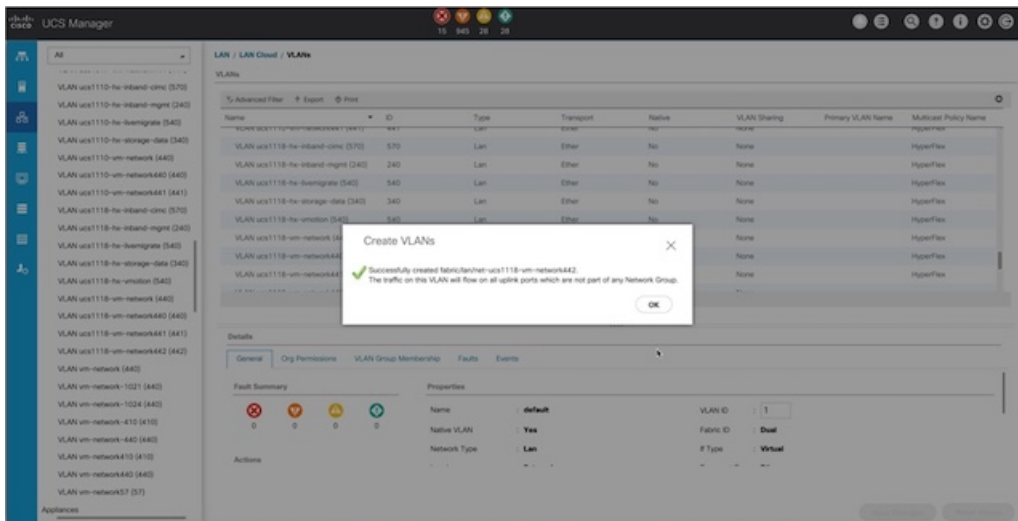 CISCO UCS Manager
15 945 28 28
All
LAN / LAN Cloud / VLANs
VLANs
Advanced Filter Export Print
Name ID Type Transport Native VLAN Sharing Primary VLAN Name Multicast Policy Name
VLAN ucs1118-hx-inband-cimc (570) 570 Lan Ether No None HyperFlex
VLAN ucs1118-hx-inband-mgmt (240) 240 Lan Ether No None HyperFlex
VLAN ucs1118-hx-livemigrate (540) 540 Lan Ether No None HyperFlex
VLAN ucs1118-hx-storage-data (340) 340 Lan Ether No None HyperFlex
VLAN ucs1118-hx-vmotion (540) 540 Lan Ether No None HyperFlex
VLAN ucs1118-vm-network HyperFlex
VLAN ucs1118-vm-network44 HyperFlex
VLAN ucs1118-vm-network44 HyperFlex
VLAN ucs1110-hx-inband-cimc (570)
VLAN ucs1110-hx-inband-mgmt (240)
VLAN ucs1110-hx-livemigrate (540)
VLAN ucs1110-hx-storage-data (340)
VLAN ucs1110-vm-network (440)
VLAN ucs1110-vm-network440 (440)
VLAN ucs1110-vm-network441 (441)
VLAN ucs1118-hx-inband-cimc (570)
VLAN ucs1118-hx-inband-mgmt (240)
VLAN ucs1118-hx-livemigrate (540)
VLAN ucs1118-hx-storage-data (340)
VLAN ucs1118-hx-vmotion (540)
VLAN ucs1118-vm-network (440)
VLAN ucs1118-vm-network440 (440)
VLAN ucs1118-vm-network441 (441)
VLAN ucs1118-vm-network442 (442)
VLAN vm-network (440)
VLAN vm-network-1021 (440)
VLAN vm-network-1024 (440)
VLAN vm-network-410 (410)
VLAN vm-network-440 (440)
VLAN vm-network410 (410)
VLAN vm-network440 (440)
VLAN vm-network57 (57)
Appliances
Create VLANs
Successfully created fabric/lan/net-ucs1118-vm-network442.
The traffic on this VLAN will flow on all uplink ports which are not part of any Network Group.
OK
Details
General Org Permissions VLAN Group Membership Faults Events
Fault Summary
0 0 0 0
Actions
Properties
Name : default VLAN ID : 1
Native VLAN : Yes Fabric ID : Dual
Network Type : Lan If Type : Virtual